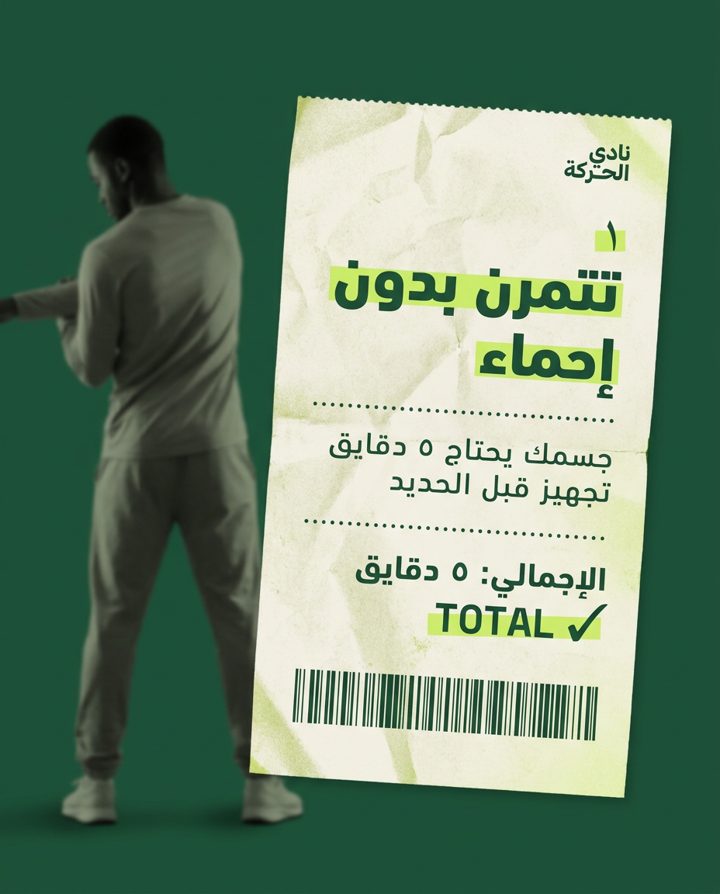 نادي
الحركة
١
تتمرن بدون
إحماء
جسمك يحتاج ٥ دقايق
تجهيز قبل الحديد
الإجمالي: ٥ دقايق
TOTAL ✓